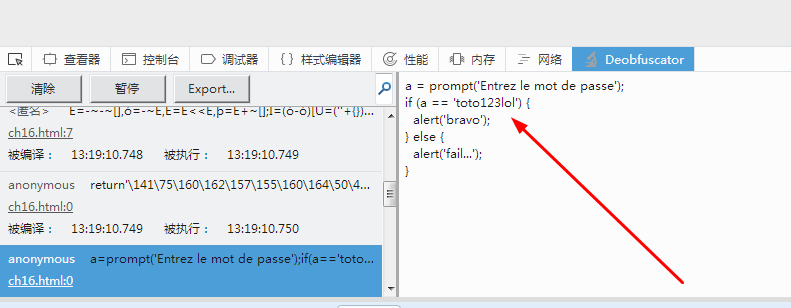 查看器 控制台 调试器 样式编辑器 性能 内存 网络 Deobfuscator
清除 暂停 Export...
ch16.html:7
被编译： 13:19:10.748 被执行： 13:19:10.749
anonymous return'\141\75\160\162\157\155\160\164\50\4...
ch16.html:0
被编译： 13:19:10.749 被执行： 13:19:10.750
anonymous a=prompt('Entrez le mot de passe');if(a=='toto...
ch16.html:0
a = prompt('Entrez le mot de passe');
if (a == 'toto123lol') {
alert('bravo');
} else {
alert('fail...');
}